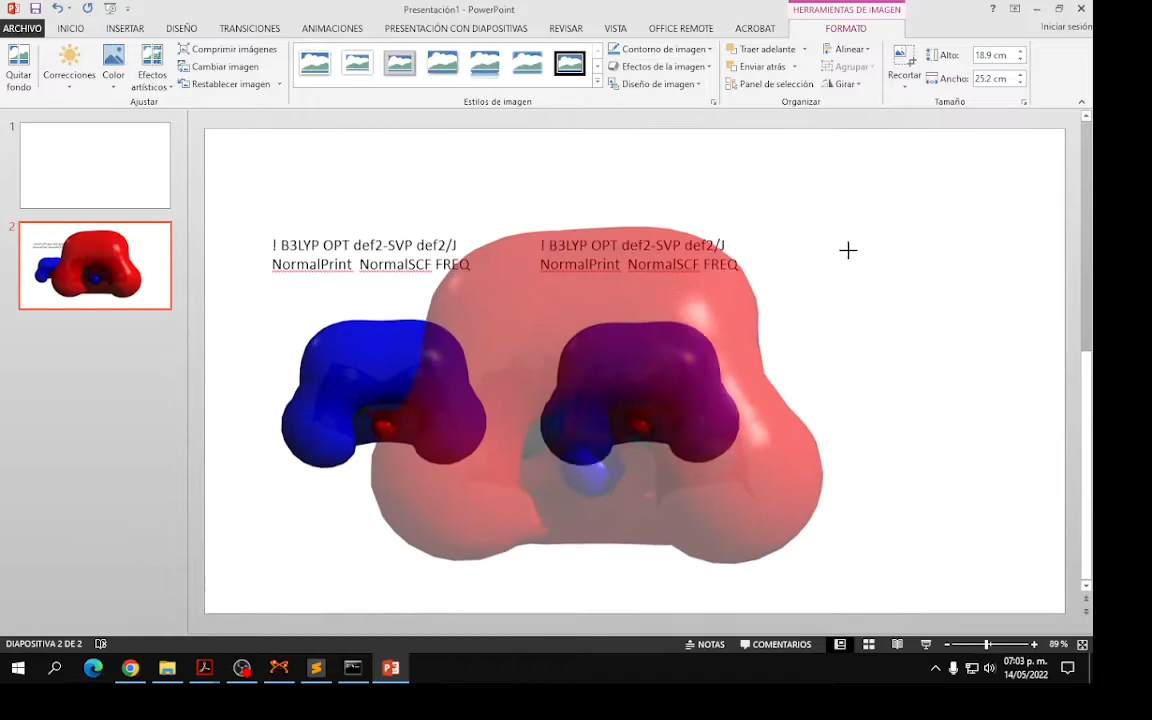 Presentación1 - PowerPoint
HERRAMIENTAS DE IMAGEN
ARCHIVO INICIO INSERTAR DISEÑO TRANSICIONES ANIMACIONES PRESENTACIÓN CON DIAPOSITIVAS REVISAR VISTA OFFICE REMOTE ACROBAT FORMATO Iniciar sesión
Quitar fondo
Correcciones
Color
Efectos artísticos
Comprimir imágenes
Cambiar imagen
Restablecer imagen
Ajustar
Estilos de imagen
Contorno de imagen
Efectos de la imagen
Diseño de imagen
Traer adelante
Enviar atrás
Panel de selección
Alinear
Agrupar
Girar
Organizar
Recortar
Alto: 18.9 cm
Ancho: 25.2 cm
Tamaño
1
2
! B3LYP OPT def2-SVP def2/J
NormalPrint NormalSCF FREQ
! B3LYP OPT def2-SVP def2/J
NormalPrint NormalSCF FREQ
DIAPOSITIVA 2 DE 2
NOTAS
COMENTARIOS
89 %
07:03 p. m.
14/05/2022